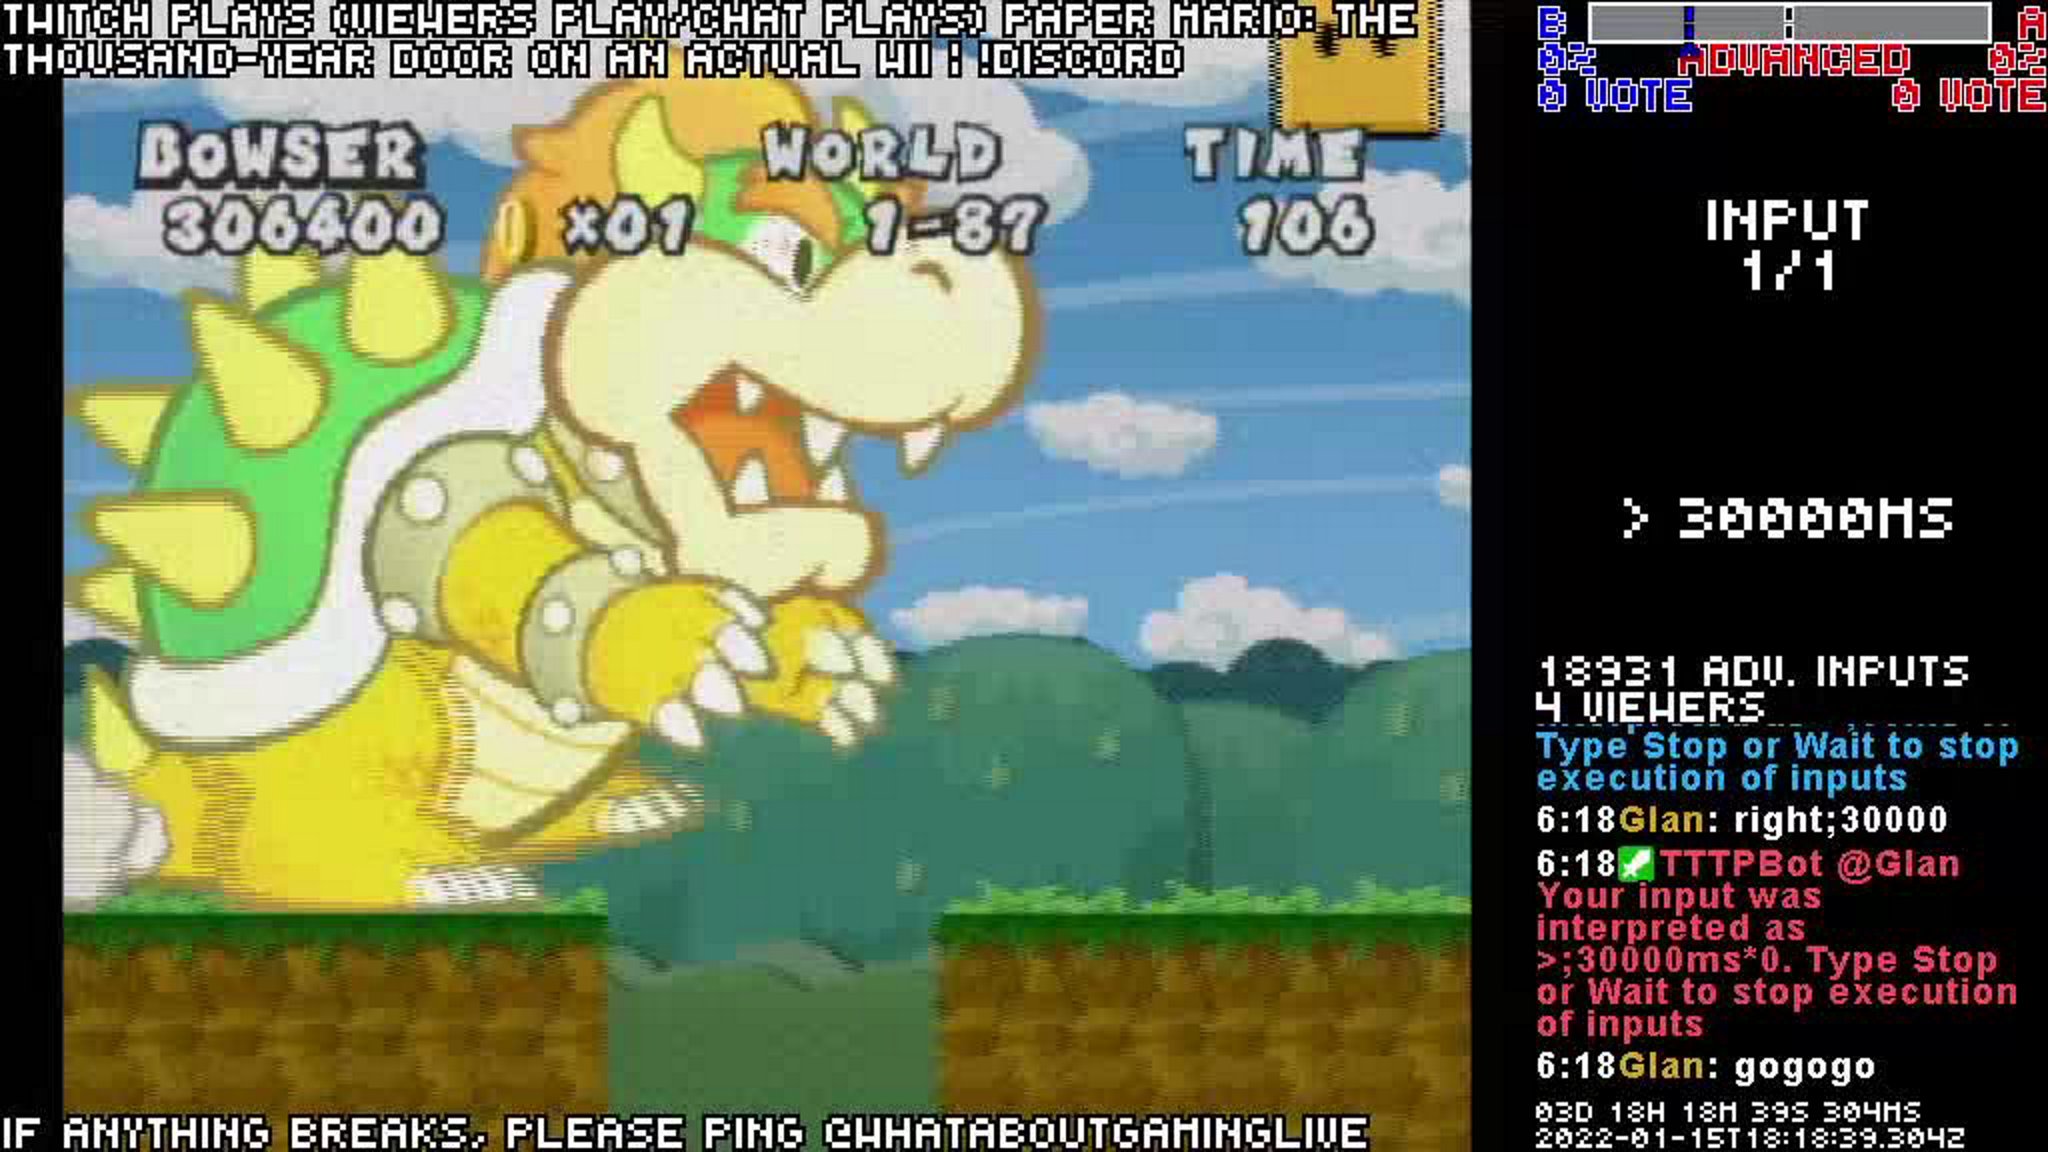 TWITCH PLAYS (VIEWERS PLAY/CHAT PLAYS) PAPER MARIO: THE
THOUSAND-YEAR DOOR ON AN ACTUAL WII ¦ !DISCORD
BOWSER
306400
×01
WORLD
1-87
TIME
106
B
A
0%
ADVANCED
0%
0 VOTE
0 VOTE
INPUT
1/1
> 30000MS
18931 ADV. INPUTS
4 VIEWERS
Type Stop or Wait to stop
execution of inputs
6:18Glan: right;30000
6:18 TTTPBot @Glan
Your input was
interpreted as
>;30000ms*0. Type Stop
or Wait to stop execution
of inputs
6:18Glan: gogogo
03D 18H 18M 39S 304MS
2022-01-15T18:18:39.304Z
IF ANYTHING BREAKS, PLEASE PING @WHATABOUTGAMINGLIVE